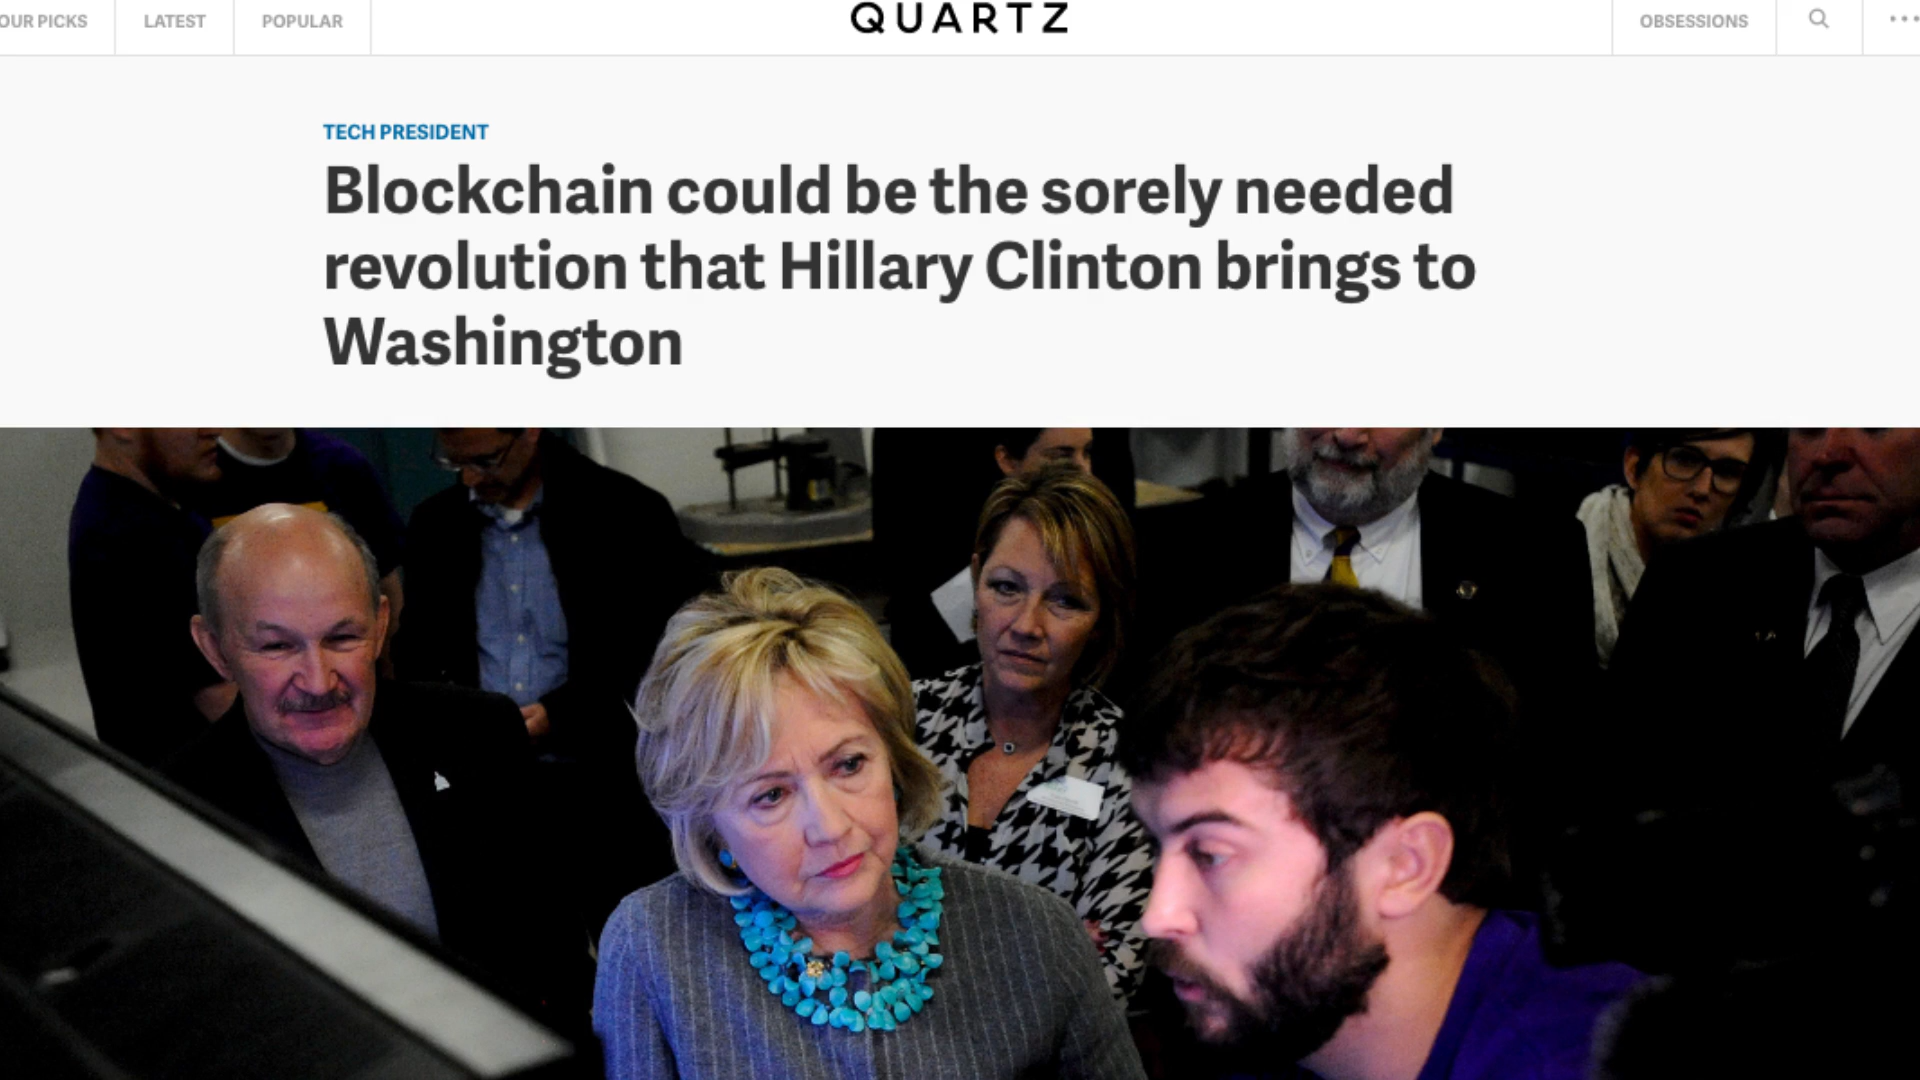 OUR PICKS
LATEST
POPULAR
QUARTZ
OBSESSIONS
TECH PRESIDENT
Blockchain could be the sorely needed
revolution that Hillary Clinton brings to
Washington